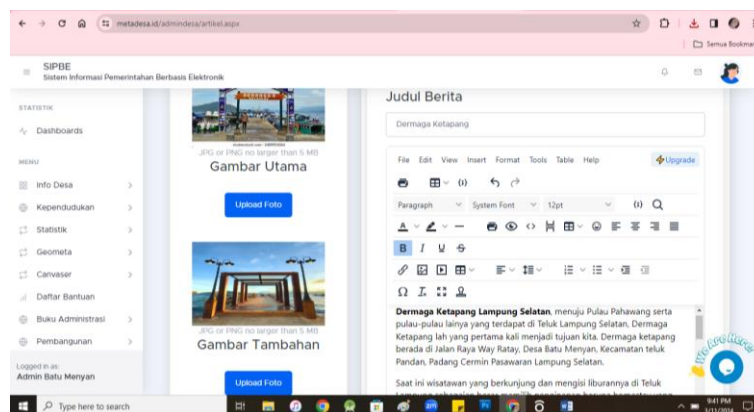 metadesa.id/admindesa/artikel.aspx
Semua Bookmar
SIPBE
Sistem Informasi Pemerintahan Berbasis Elektronik
STATISTIK
Dashboards
MENU
Info Desa
Kependudukan
Statistik
Geometa
Canvaser
Daftar Bantuan
Buku Administrasi
Pembangunan
Logged in as:
Admin Batu Menyan
JPG or PNG no larger than 5 MB
Gambar Utama
Upload Foto
JPG or PNG no larger than 5 MB
Gambar Tambahan
Upload Foto
Judul Berita
Dermaga Ketapang
File Edit View Insert Format Tools Table Help
Upgrade
Paragraph System Font 12pt
Dermaga Ketapang Lampung Selatan, menuju Pulau Pahawang serta
pulau-pulau lainya yang terdapat di Teluk Lampung Selatan, Dermaga
Ketapang lah yang pertama kali menjadi tujuan kita. Dermaga ketapang
berada di Jalan Raya Way Ratay, Desa Batu Menyan, Kecamatan teluk
Pandan, Padang Cermin Pasawaran Lampung Selatan.
Saat ini wisatawan yang berkunjung dan mengisi liburannya di Teluk
We Are Here!
Type here to search
9:41 PM
3/11/2024